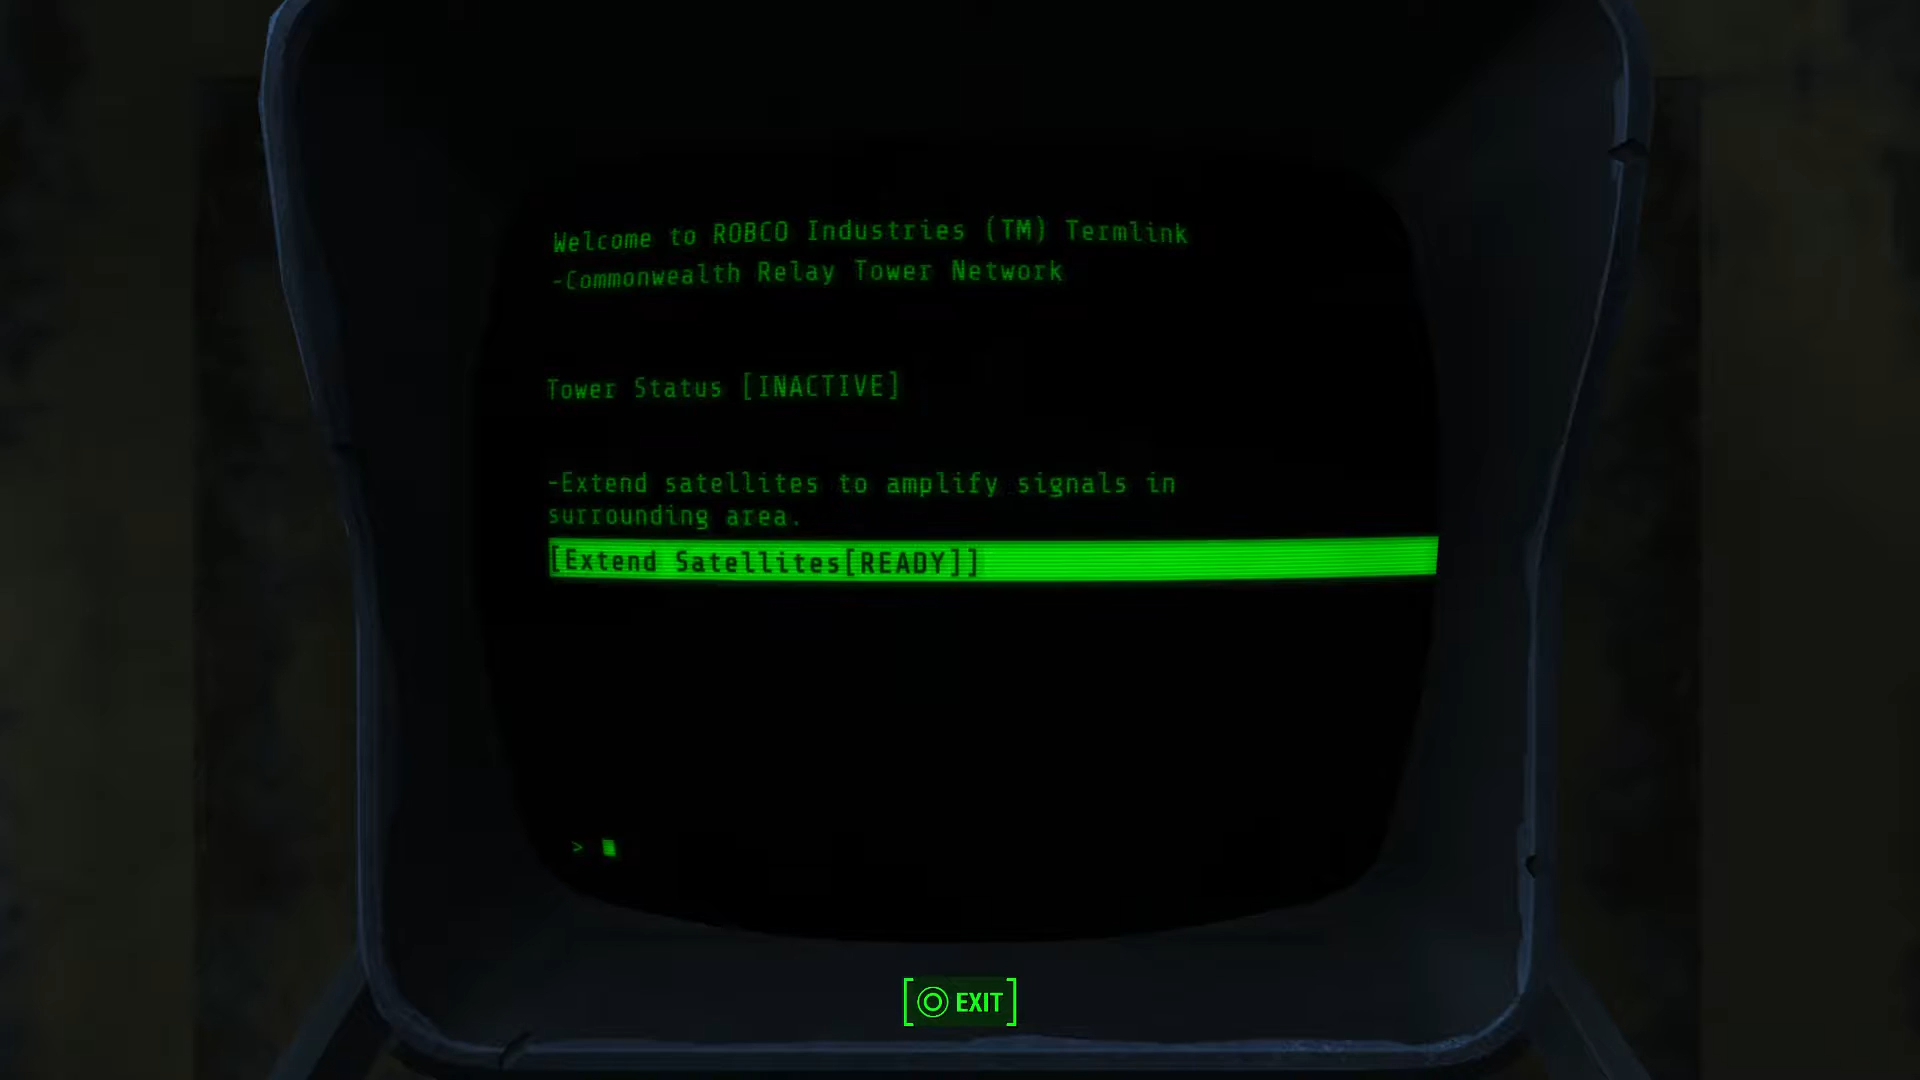 Welcome to ROBCO Industries (TM) Termlink
-Commonwealth Relay Tower Network
Tower Status [INACTIVE]
-Extend satellites to amplify signals in
surrounding area.
[Extend Satellites[READY]]
>
[EXIT]